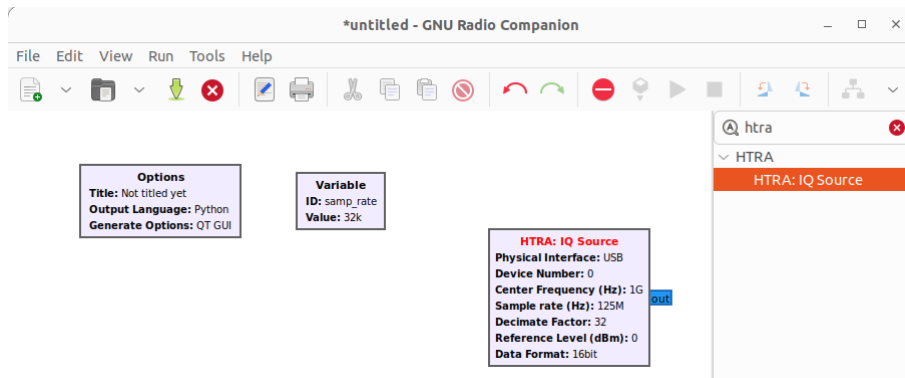 *untitled - GNU Radio Companion
File Edit View Run Tools Help
htra
HTRA
HTRA: IQ Source
Options
Title: Not titled yet
Output Language: Python
Generate Options: QT GUI
Variable
ID: samp_rate
Value: 32k
HTRA: IQ Source
Physical Interface: USB
Device Number: 0
Center Frequency (Hz): 1G
Sample rate (Hz): 125M
Decimate Factor: 32
Reference Level (dBm): 0
Data Format: 16bit
out